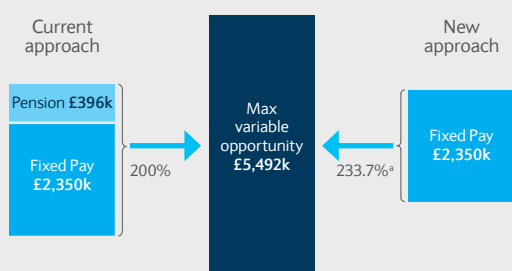 Current
approach
New
approach
Pension £396k
Fixed Pay
£2,350k
200%
Max
variable
opportunity
£5,492k
233.7%ᵃ
Fixed Pay
£2,350k